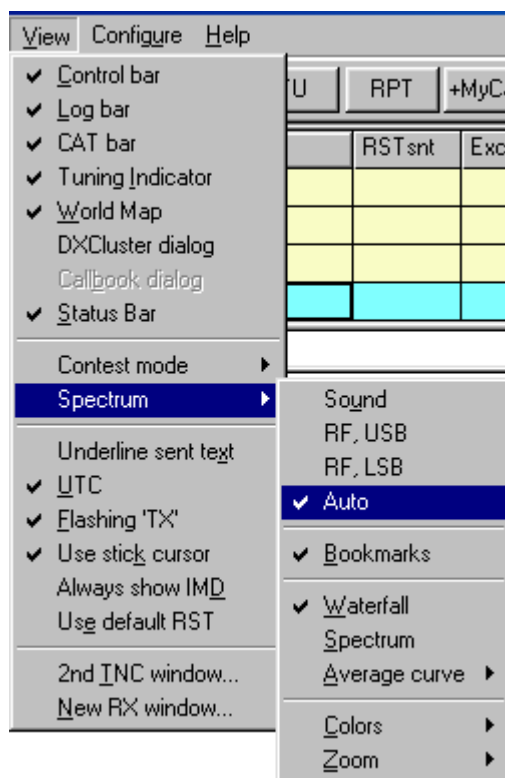 View Configure Help
Control bar
Log bar
CAT bar
Tuning Indicator
World Map
DXCluster dialog
Callbook dialog
Status Bar
Contest mode
Spectrum
Underline sent text
UTC
Flashing 'TX'
Use stick cursor
Always show IMD
Use default RST
2nd TNC window...
New RX window...
RPT +MyCa
RSTsnt Exc
Sound
RF, USB
RF, LSB
Auto
Bookmarks
Waterfall
Spectrum
Average curve
Colors
Zoom